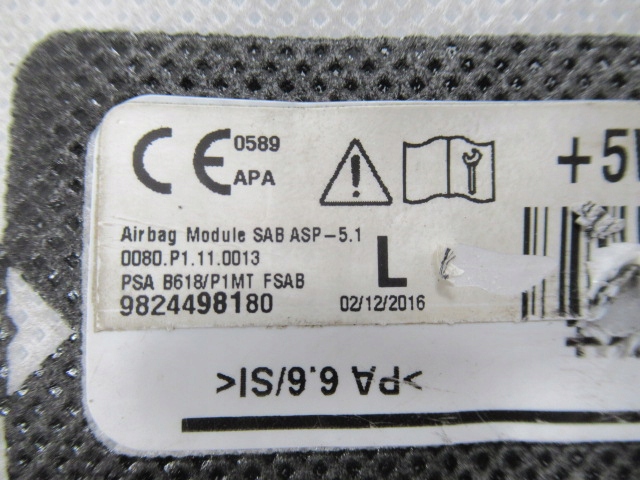 CE 0589
APA
+5
Airbag Module SAB ASP-5.1
0080.P1.11.0013
L
PSA B618/P1MT FSAB
9824498180 02/12/2016
>PA 6.6/SI<